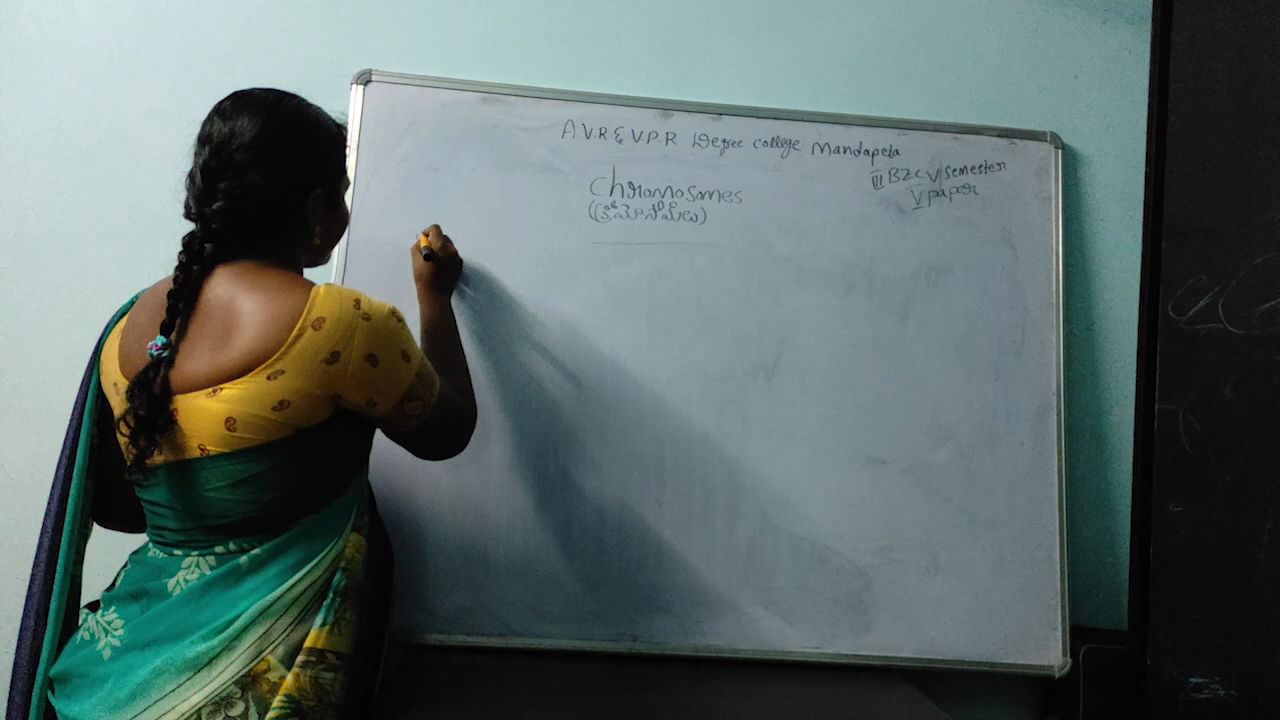 A V.R & V.P.R Degree college Mandapeta
III BZC V semester
V paper
Chromosomes
(క్రోమోసోములు)